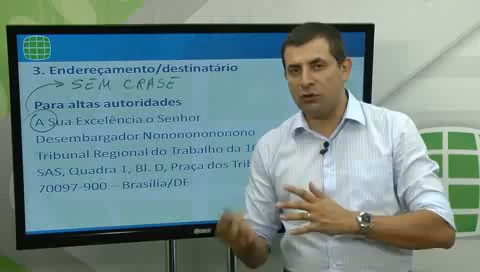 3. Endereçamento/destinatário
SEM CRASE
Para altas autoridades
A Sua Excelência o Senhor
Desembargador Nonononononono
Tribunal Regional do Trabalho da
SAS, Quadra 1, Bl. D, Praça dos
70097-900 – Brasília/DF